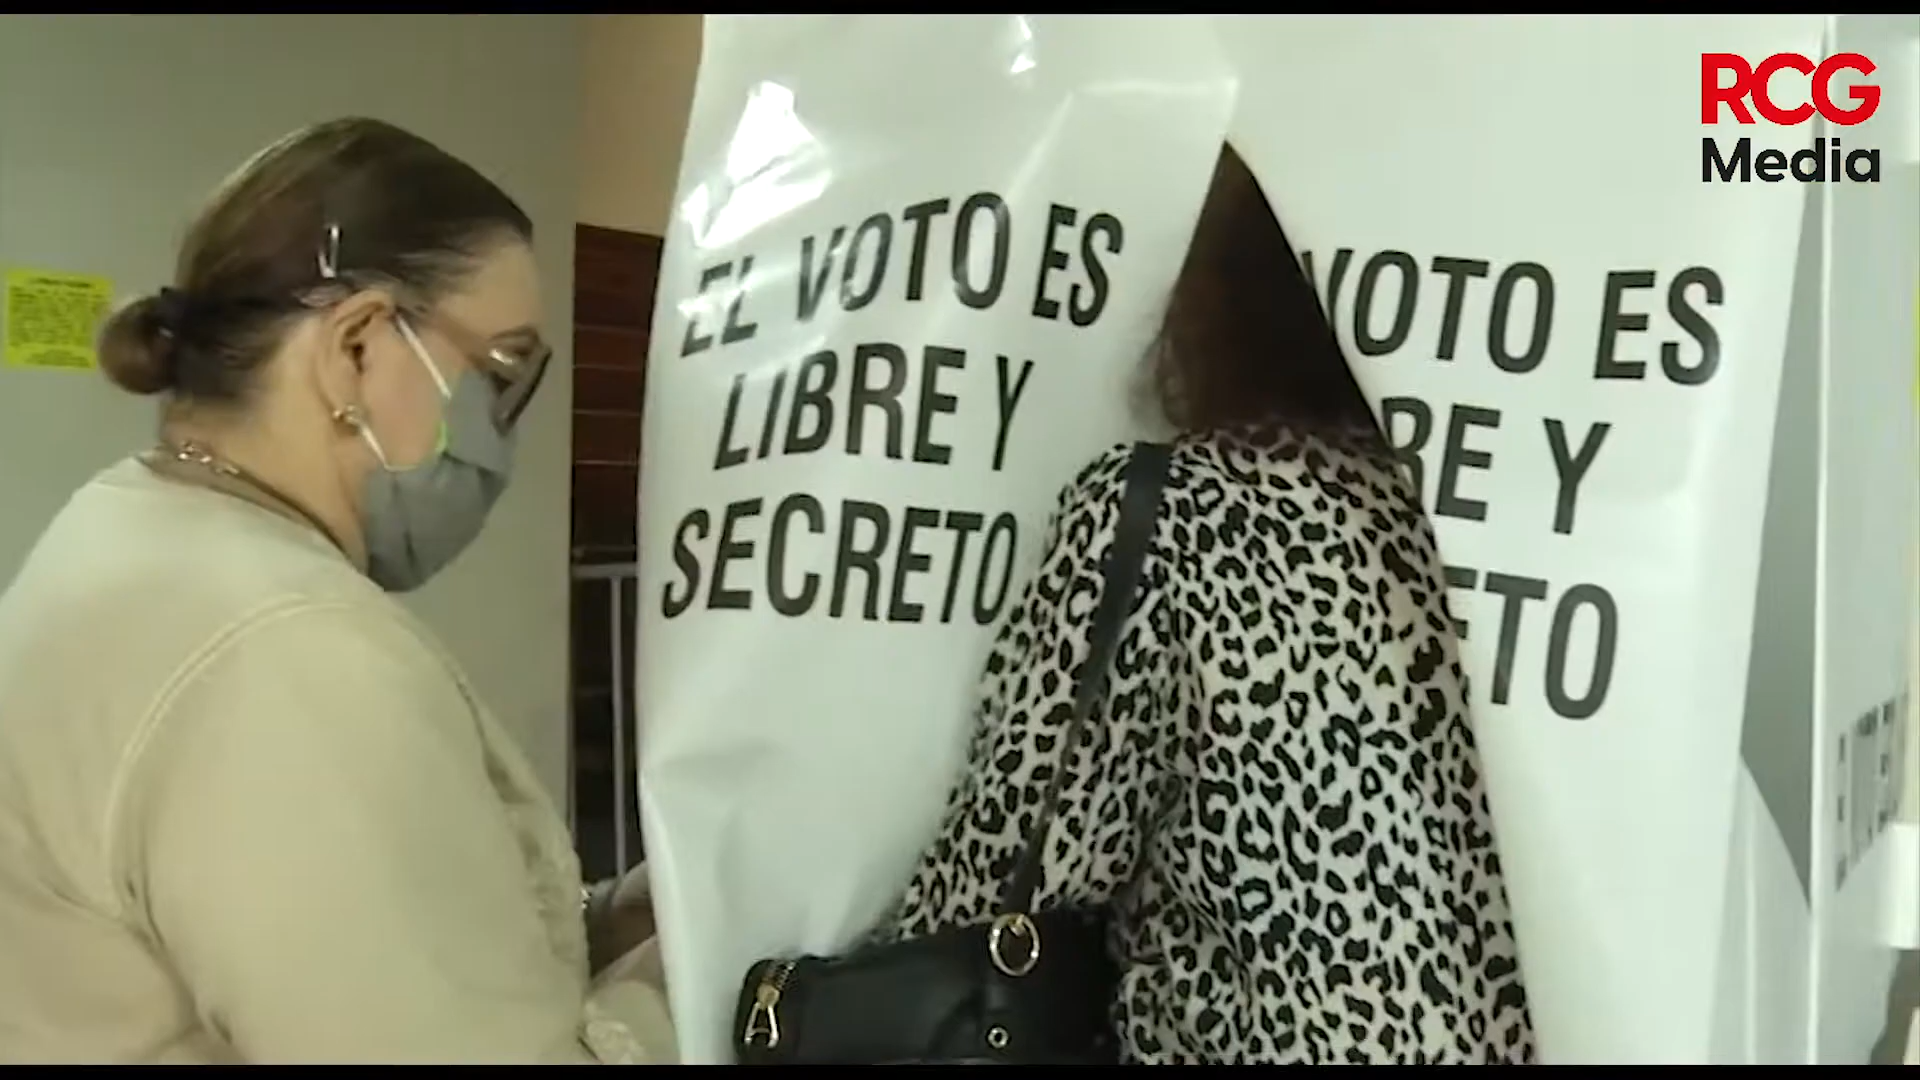 RCG
Media
EL VOTO ES
LIBRE Y
SECRETO
VOTO ES
RE Y
ETO